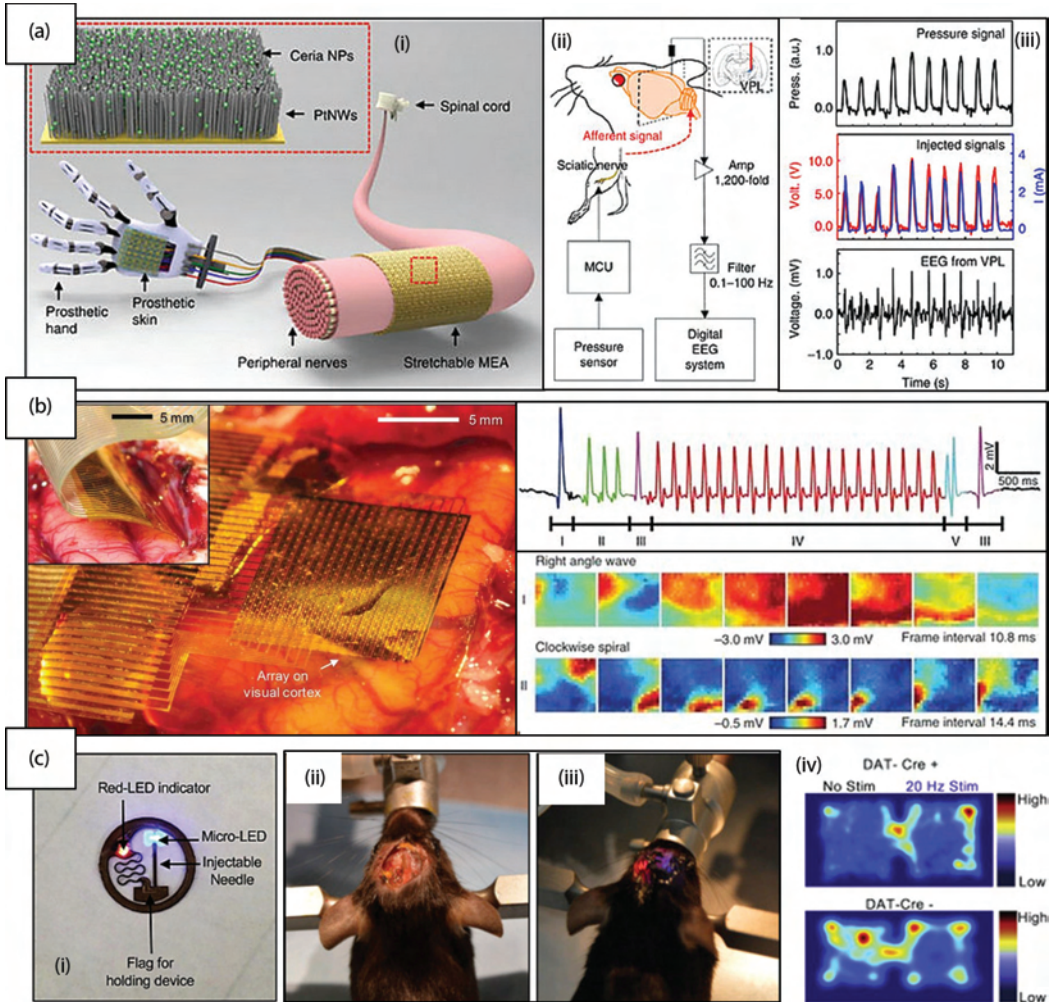 (a)
Ceria NPs
PtNWs
(i)
Spinal cord
Prosthetic
hand
Prosthetic
skin
Peripheral nerves
Stretchable MEA
(ii)
VPL
Afferent signal
Sciatic nerve
Amp
1,200-fold
MCU
Filter
0.1–100 Hz
Pressure
sensor
Digital
EEG
system
(iii)
Pressure signal
Press. (a.u.)
1.0
0.0
Injected signals
Volt. (V)
10.0
5.0
0.0
4
2
0
I (mA)
EEG from VPL
Voltage. (mV)
1.0
0.0
−1.0
0 2 4 6 8 10
Time (s)
(b)
5 mm
5 mm
Array on
visual cortex
2 mV
500 ms
I II III IV V III
Right angle wave
I
−3.0 mV 3.0 mV Frame interval 10.8 ms
Clockwise spiral
II
−0.5 mV 1.7 mV Frame interval 14.4 ms
(c)
Red-LED indicator
Micro-LED
Injectable
Needle
Flag for
holding device
(i)
(ii)
(iii)
(iv)
DAT- Cre +
No Stim 20 Hz Stim
High
Low
DAT-Cre -
High
Low